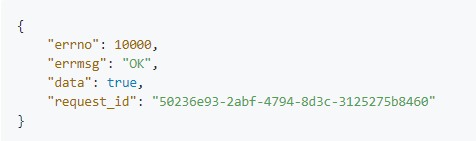 {
    "errno": 10000,
    "errmsg": "OK",
    "data": true,
    "request_id": "50236e93-2abf-4794-8d3c-3125275b8460"
}